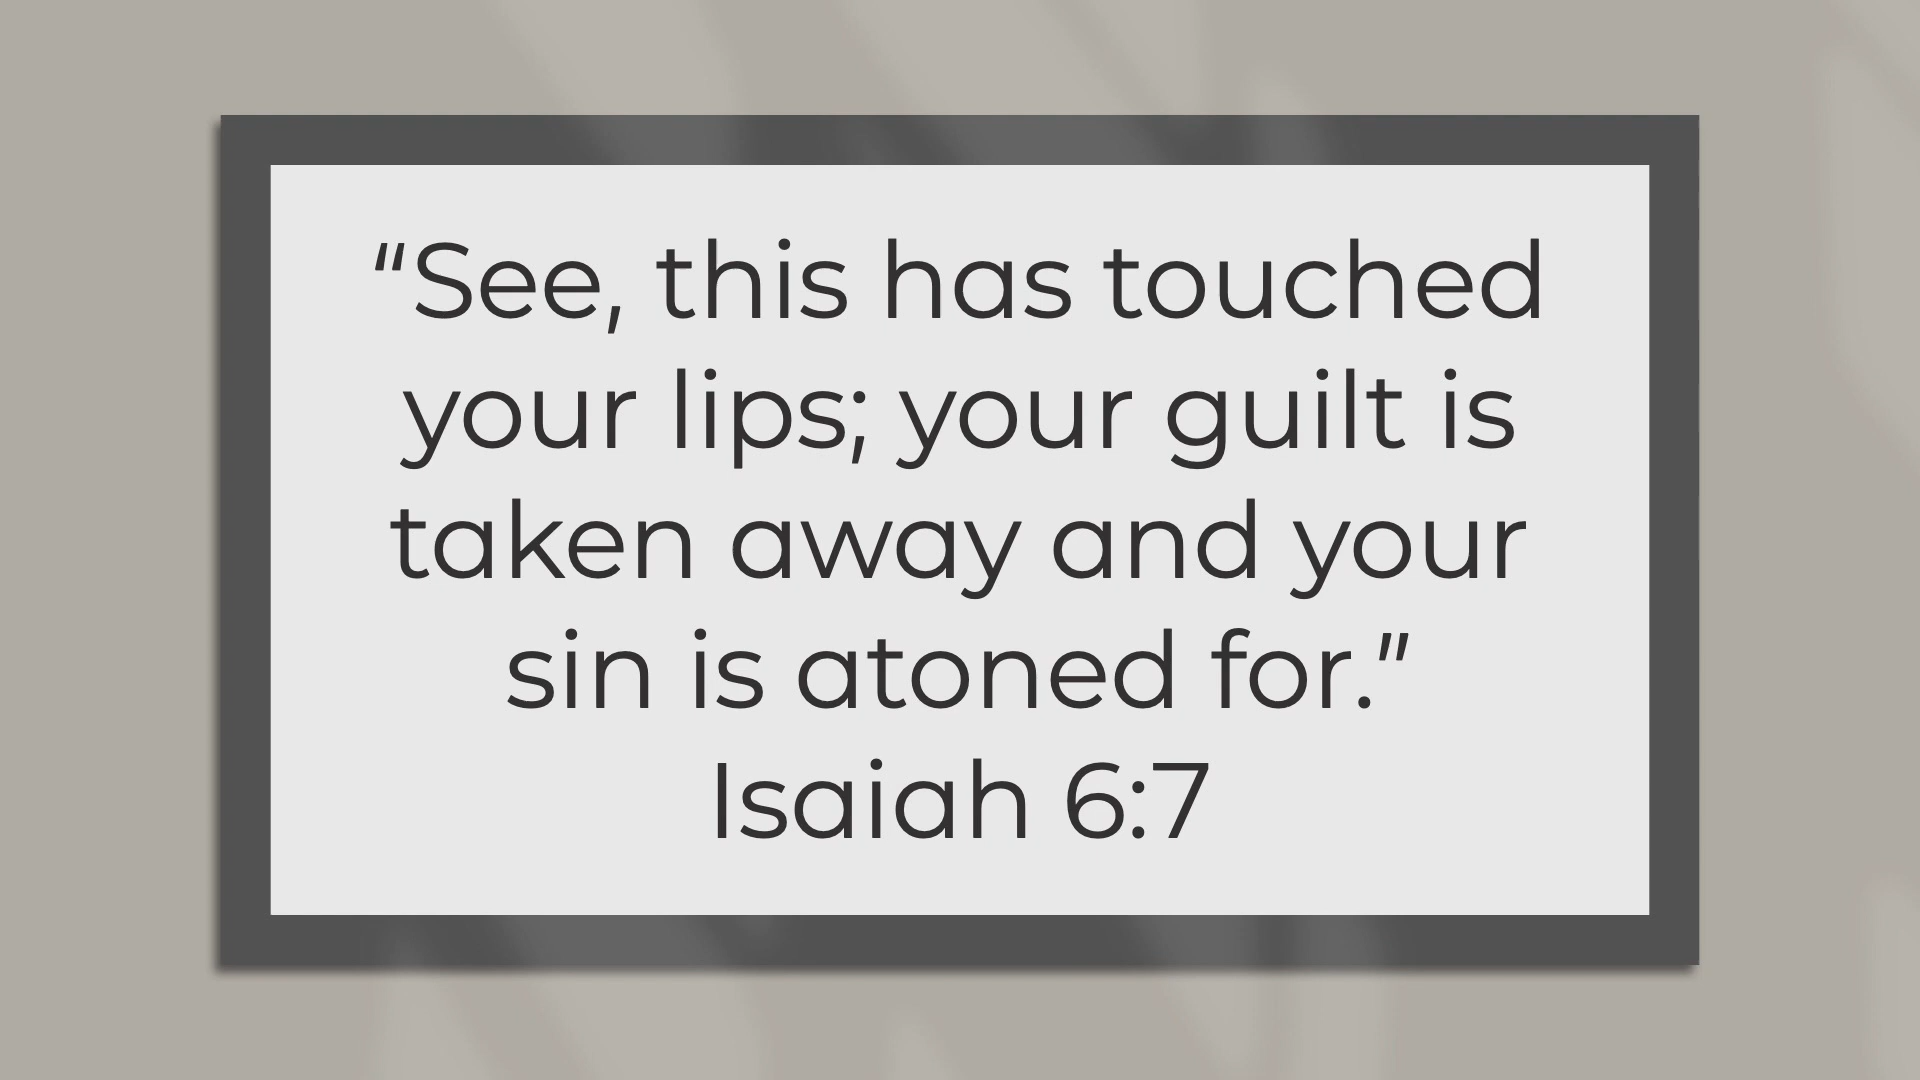 “See, this has touched
your lips; your guilt is
taken away and your
sin is atoned for.”
Isaiah 6:7